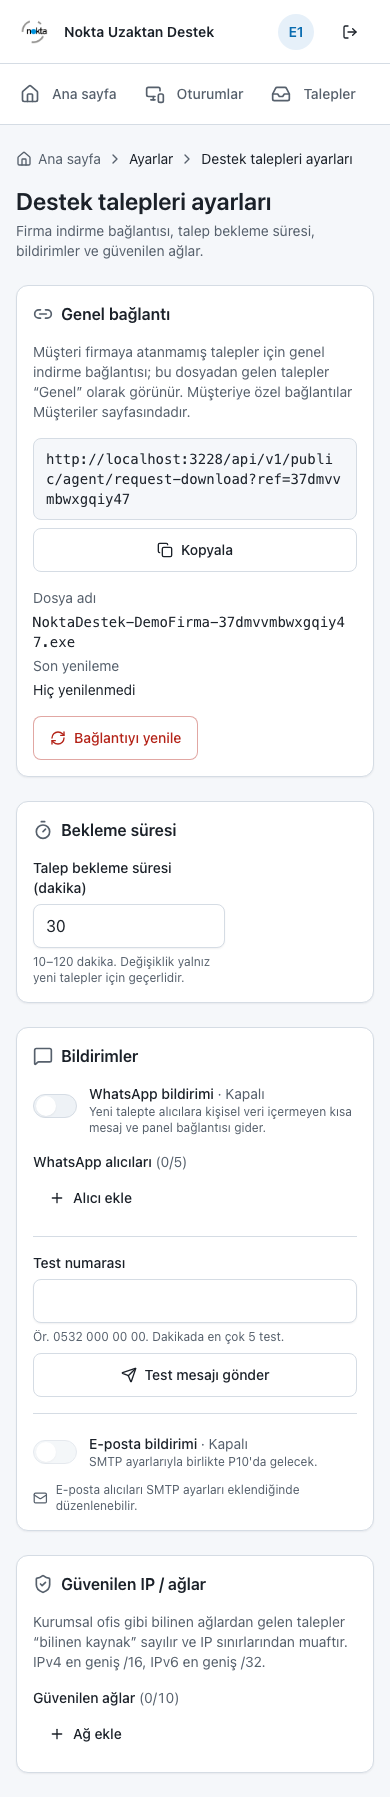 nokta
Nokta Uzaktan Destek
E1
Ana sayfa
Oturumlar
Talepler
Ana sayfa
Ayarlar
Destek talepleri ayarları
Destek talepleri ayarları
Firma indirme bağlantısı, talep bekleme süresi,
bildirimler ve güvenilen ağlar.
Genel bağlantı
Müşteri firmaya atanmamış talepler için genel
indirme bağlantısı; bu dosyadan gelen talepler
“Genel” olarak görünür. Müşteriye özel bağlantılar
Müşteriler sayfasındadır.
http://localhost:3228/api/v1/publi
c/agent/request-download?ref=37dmvv
mbwxgqiy47
Kopyala
Dosya adı
NoktaDestek-DemoFirma-37dmvvmbwxgqiy4
7.exe
Son yenileme
Hiç yenilenmedi
Bağlantıyı yenile
Bekleme süresi
Talep bekleme süresi
(dakika)
30
10–120 dakika. Değişiklik yalnız
yeni talepler için geçerlidir.
Bildirimler
WhatsApp bildirimi · Kapalı
Yeni talepte alıcılara kişisel veri içermeyen kısa
mesaj ve panel bağlantısı gider.
WhatsApp alıcıları (0/5)
Alıcı ekle
Test numarası
Ör. 0532 000 00 00. Dakikada en çok 5 test.
Test mesajı gönder
E-posta bildirimi · Kapalı
SMTP ayarlarıyla birlikte P10'da gelecek.
E-posta alıcıları SMTP ayarları eklendiğinde
düzenlenebilir.
Güvenilen IP / ağlar
Kurumsal ofis gibi bilinen ağlardan gelen talepler
“bilinen kaynak” sayılır ve IP sınırlarından muaftır.
IPv4 en geniş /16, IPv6 en geniş /32.
Güvenilen ağlar (0/10)
Ağ ekle